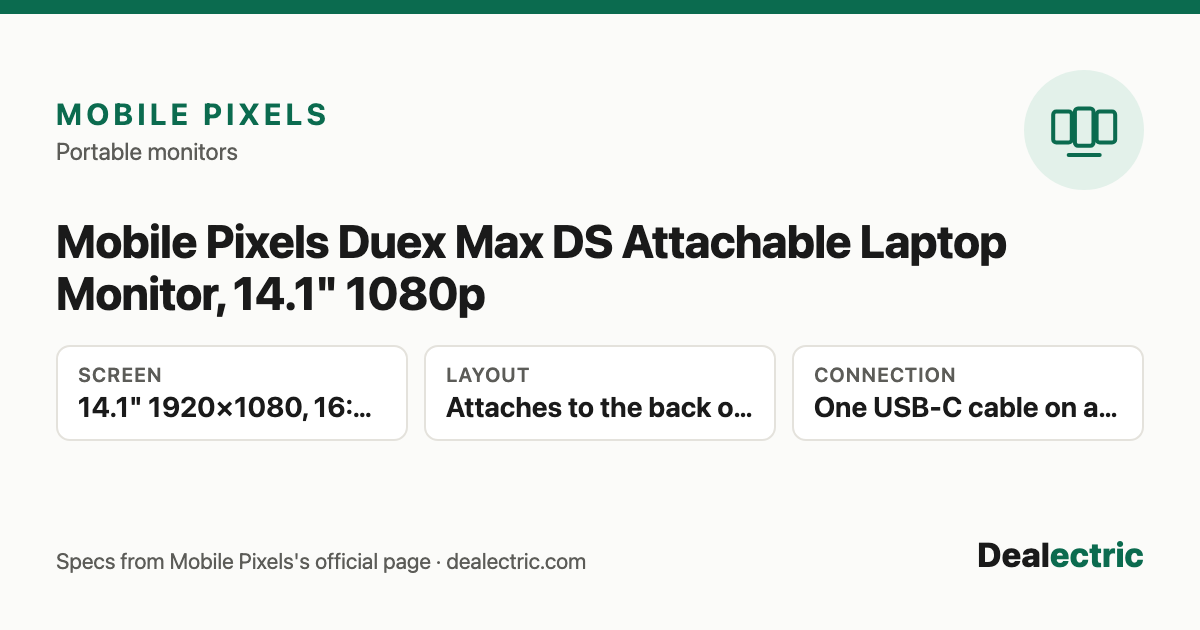 MOBILE PIXELS
Portable monitors
Mobile Pixels Duex Max DS Attachable Laptop
Monitor, 14.1" 1080p
SCREEN
14.1" 1920×1080, 16:...
LAYOUT
Attaches to the back o...
CONNECTION
One USB-C cable on a...
Specs from Mobile Pixels's official page · dealectric.com
Dealectric